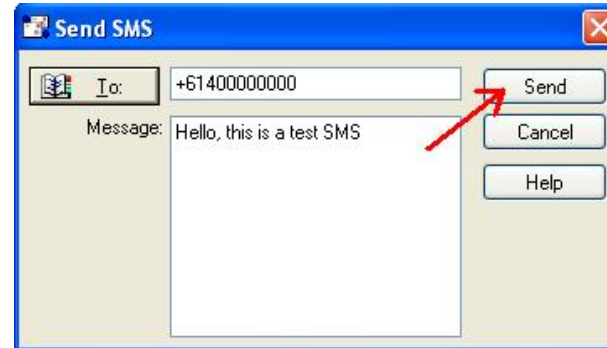 Send SMS
To:
+61400000000
Send
Message:
Hello, this is a test SMS
Cancel
Help